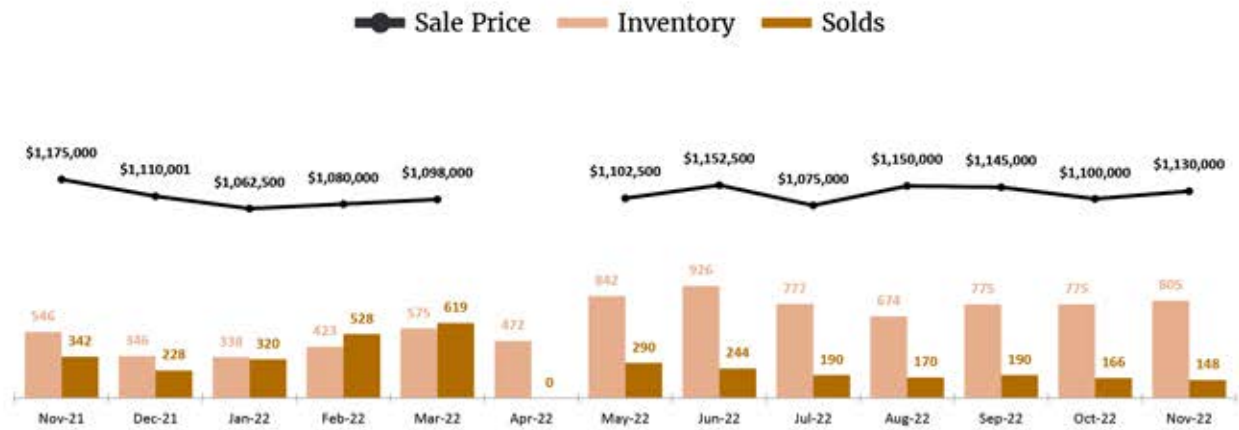 Sale Price Inventory Solds
$1,175,000 $1,110,001 $1,062,500 $1,080,000 $1,098,000 $1,102,500 $1,152,500 $1,075,000 $1,150,000 $1,145,000 $1,100,000 $1,130,000
546 342 346 228 338 320 423 528 575 619 472 0 842 290 926 244 777 190 674 170 775 190 775 166 805 148
Nov-21 Dec-21 Jan-22 Feb-22 Mar-22 Apr-22 May-22 Jun-22 Jul-22 Aug-22 Sep-22 Oct-22 Nov-22